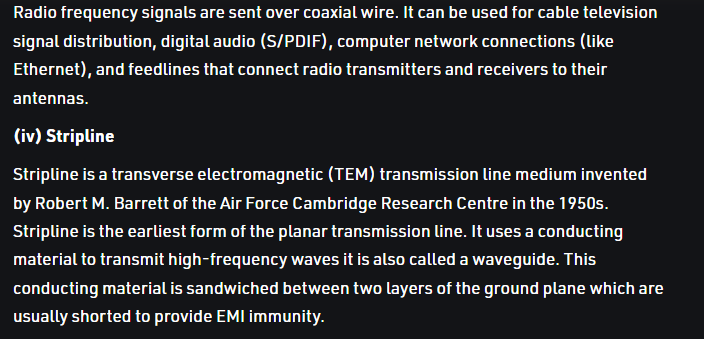 Radio frequency signals are sent over coaxial wire. It can be used for cable television
signal distribution, digital audio (S/PDIF), computer network connections (like
Ethernet), and feedlines that connect radio transmitters and receivers to their
antennas.
(iv) Stripline
Stripline is a transverse electromagnetic (TEM) transmission line medium invented
by Robert M. Barrett of the Air Force Cambridge Research Centre in the 1950s.
Stripline is the earliest form of the planar transmission line. It uses a conducting
material to transmit high-frequency waves it is also called a waveguide. This
conducting material is sandwiched between two layers of the ground plane which are
usually shorted to provide EMI immunity.